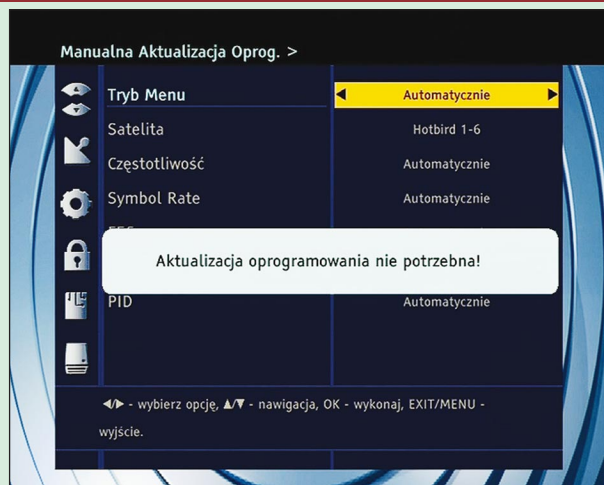 Manualna Aktualizacja Oprog. >
Tryb Menu Automatycznie
Satelita Hotbird 1-6
Częstotliwość Automatycznie
Symbol Rate Automatycznie
Aktualizacja oprogramowania nie potrzebna!
PID Automatycznie
◄/► - wybierz opcję, ▲/▼ - nawigacja, OK - wykonaj, EXIT/MENU -
wyjście.